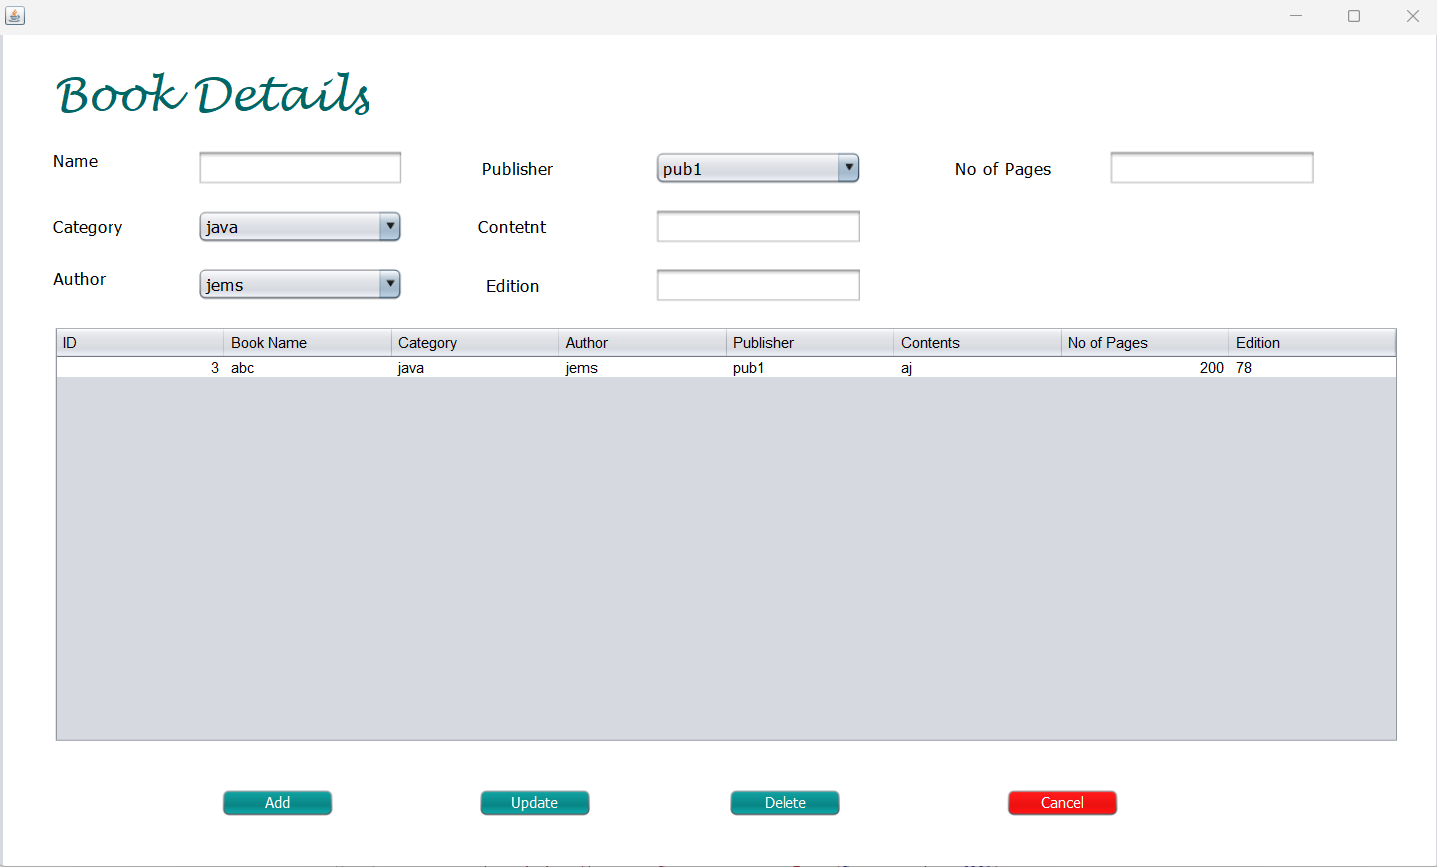 Book Details
Name Publisher pub1 No of Pages
Category java Contetnt
Author jems Edition
ID Book Name Category Author Publisher Contents No of Pages Edition
3 abc java jems pub1 aj 200 78
Add Update Delete Cancel